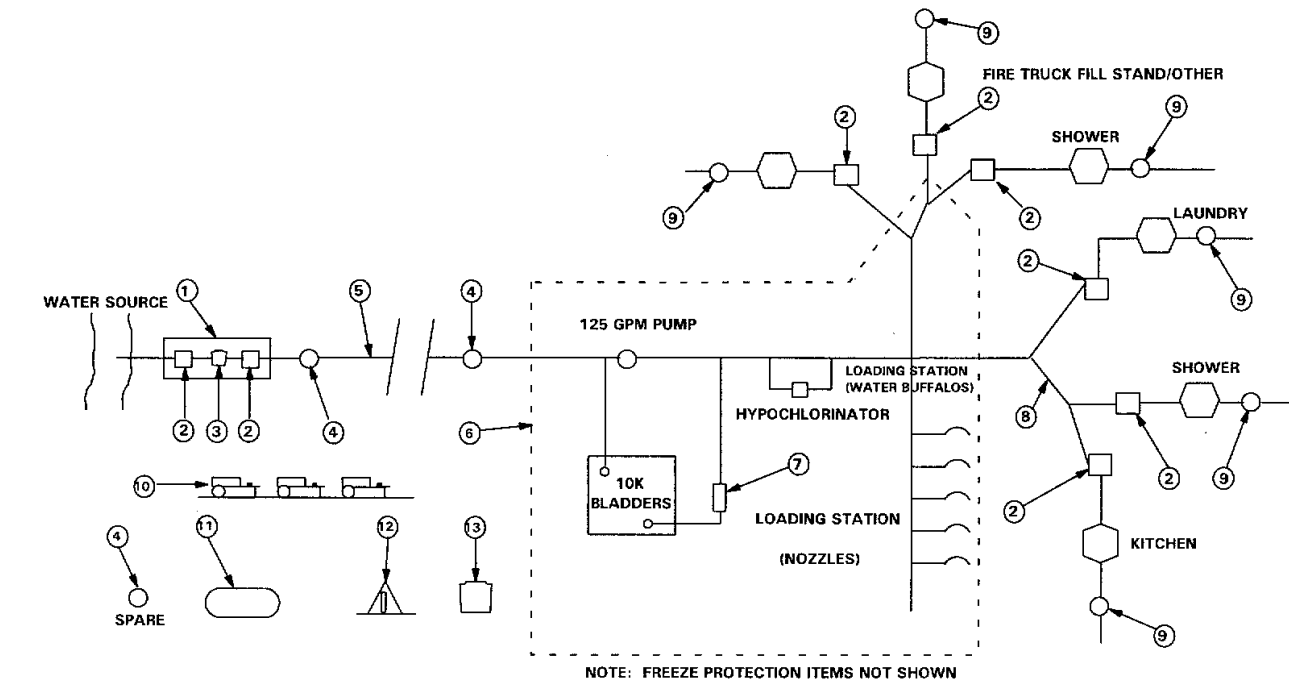 9
FIRE TRUCK FILL STAND/OTHER
2
2
9
SHOWER
9
2
LAUNDRY
2
9
WATER SOURCE
1
5
4
125 GPM PUMP
2
3
2
4
6
LOADING STATION
(WATER BUFFALOS)
HYPOCHLORINATOR
SHOWER
8
2
9
10
10K
BLADDERS
7
LOADING STATION
(NOZZLES)
2
KITCHEN
9
4
SPARE
11
12
13
NOTE: FREEZE PROTECTION ITEMS NOT SHOWN